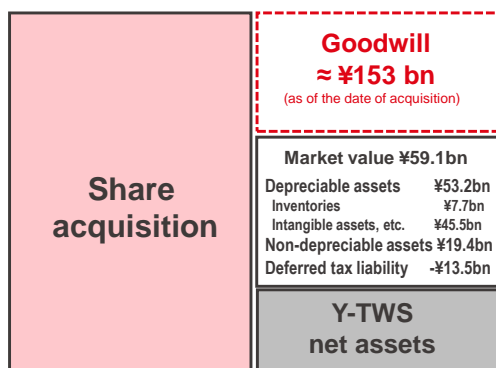 Share
acquisition
Goodwill
≈ ¥153 bn
(as of the date of acquisition)
Market value ¥59.1bn
Depreciable assets ¥53.2bn
Inventories ¥7.7bn
Intangible assets, etc. ¥45.5bn
Non-depreciable assets ¥19.4bn
Deferred tax liability -¥13.5bn
Y-TWS
net assets